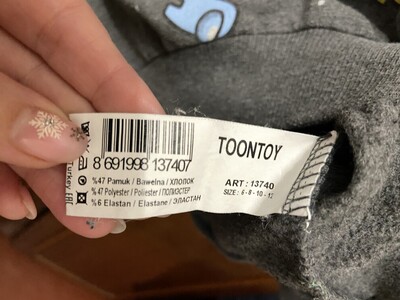 8 691998 137407
%47 Pamuk / Bawełna / ХЛОПОК
%47 Polyester / Poliester / ПОЛИЭСТЕР
%6 Elastan / Elastane / ЭЛАСТАН
TOONTOY
ART : 13740
SIZE : 6 - 8 - 10 - 12
Turkey